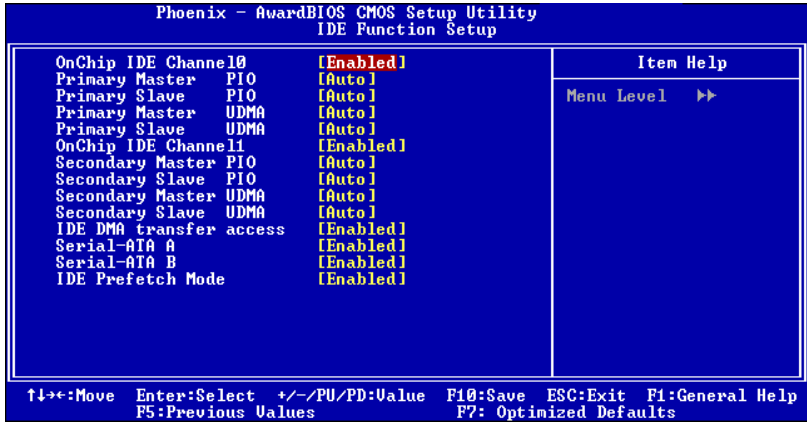 Phoenix - AwardBIOS CMOS Setup Utility
IDE Function Setup
OnChip IDE Channel0 [Enabled]
Primary Master PIO [Auto]
Primary Slave PIO [Auto]
Primary Master UDMA [Auto]
Primary Slave UDMA [Auto]
OnChip IDE Channel1 [Enabled]
Secondary Master PIO [Auto]
Secondary Slave PIO [Auto]
Secondary Master UDMA [Auto]
Secondary Slave UDMA [Auto]
IDE DMA transfer access [Enabled]
Serial-ATA A [Enabled]
Serial-ATA B [Enabled]
IDE Prefetch Mode [Enabled]
Item Help
Menu Level ▶▶
↑↓→←:Move Enter:Select +/-/PU/PD:Value F10:Save ESC:Exit F1:General Help
F5:Previous Values F7: Optimized Defaults